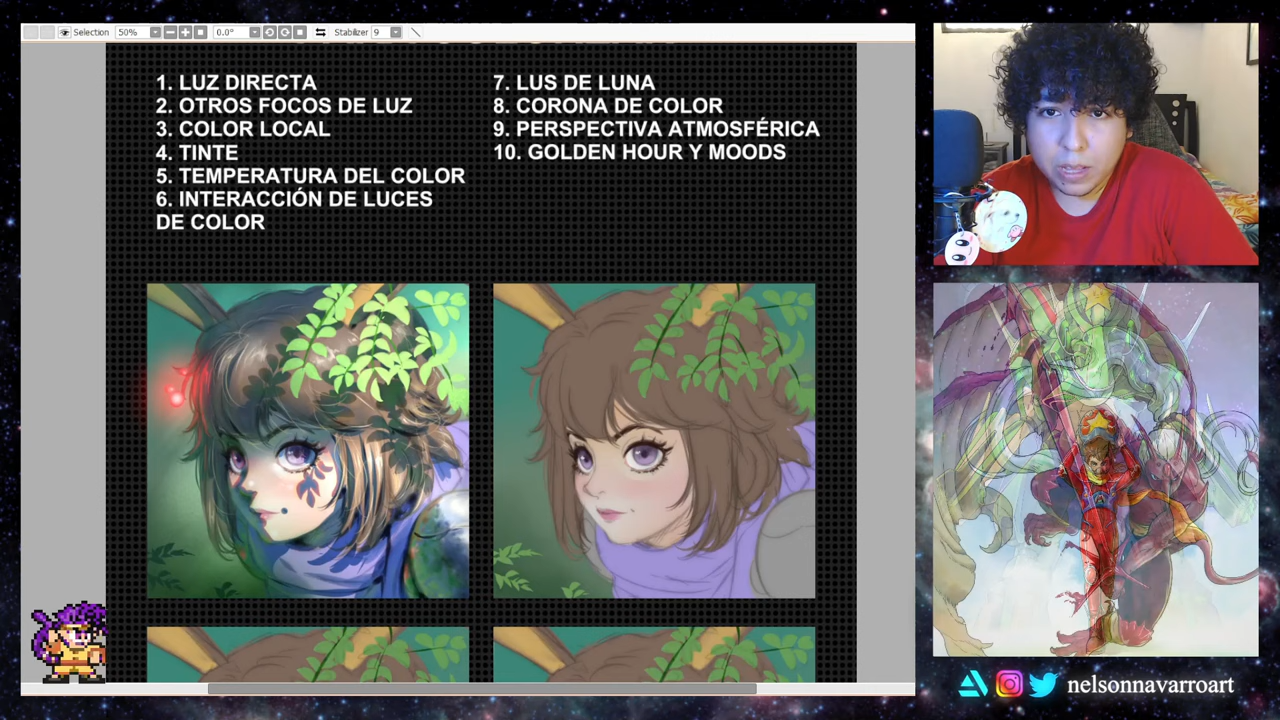 Selection 50% 0.0° Stabilizer 9
1. LUZ DIRECTA
2. OTROS FOCOS DE LUZ
3. COLOR LOCAL
4. TINTE
5. TEMPERATURA DEL COLOR
6. INTERACCIÓN DE LUCES
DE COLOR
7. LUS DE LUNA
8. CORONA DE COLOR
9. PERSPECTIVA ATMOSFÉRICA
10. GOLDEN HOUR Y MOODS
nelsonnavarroart